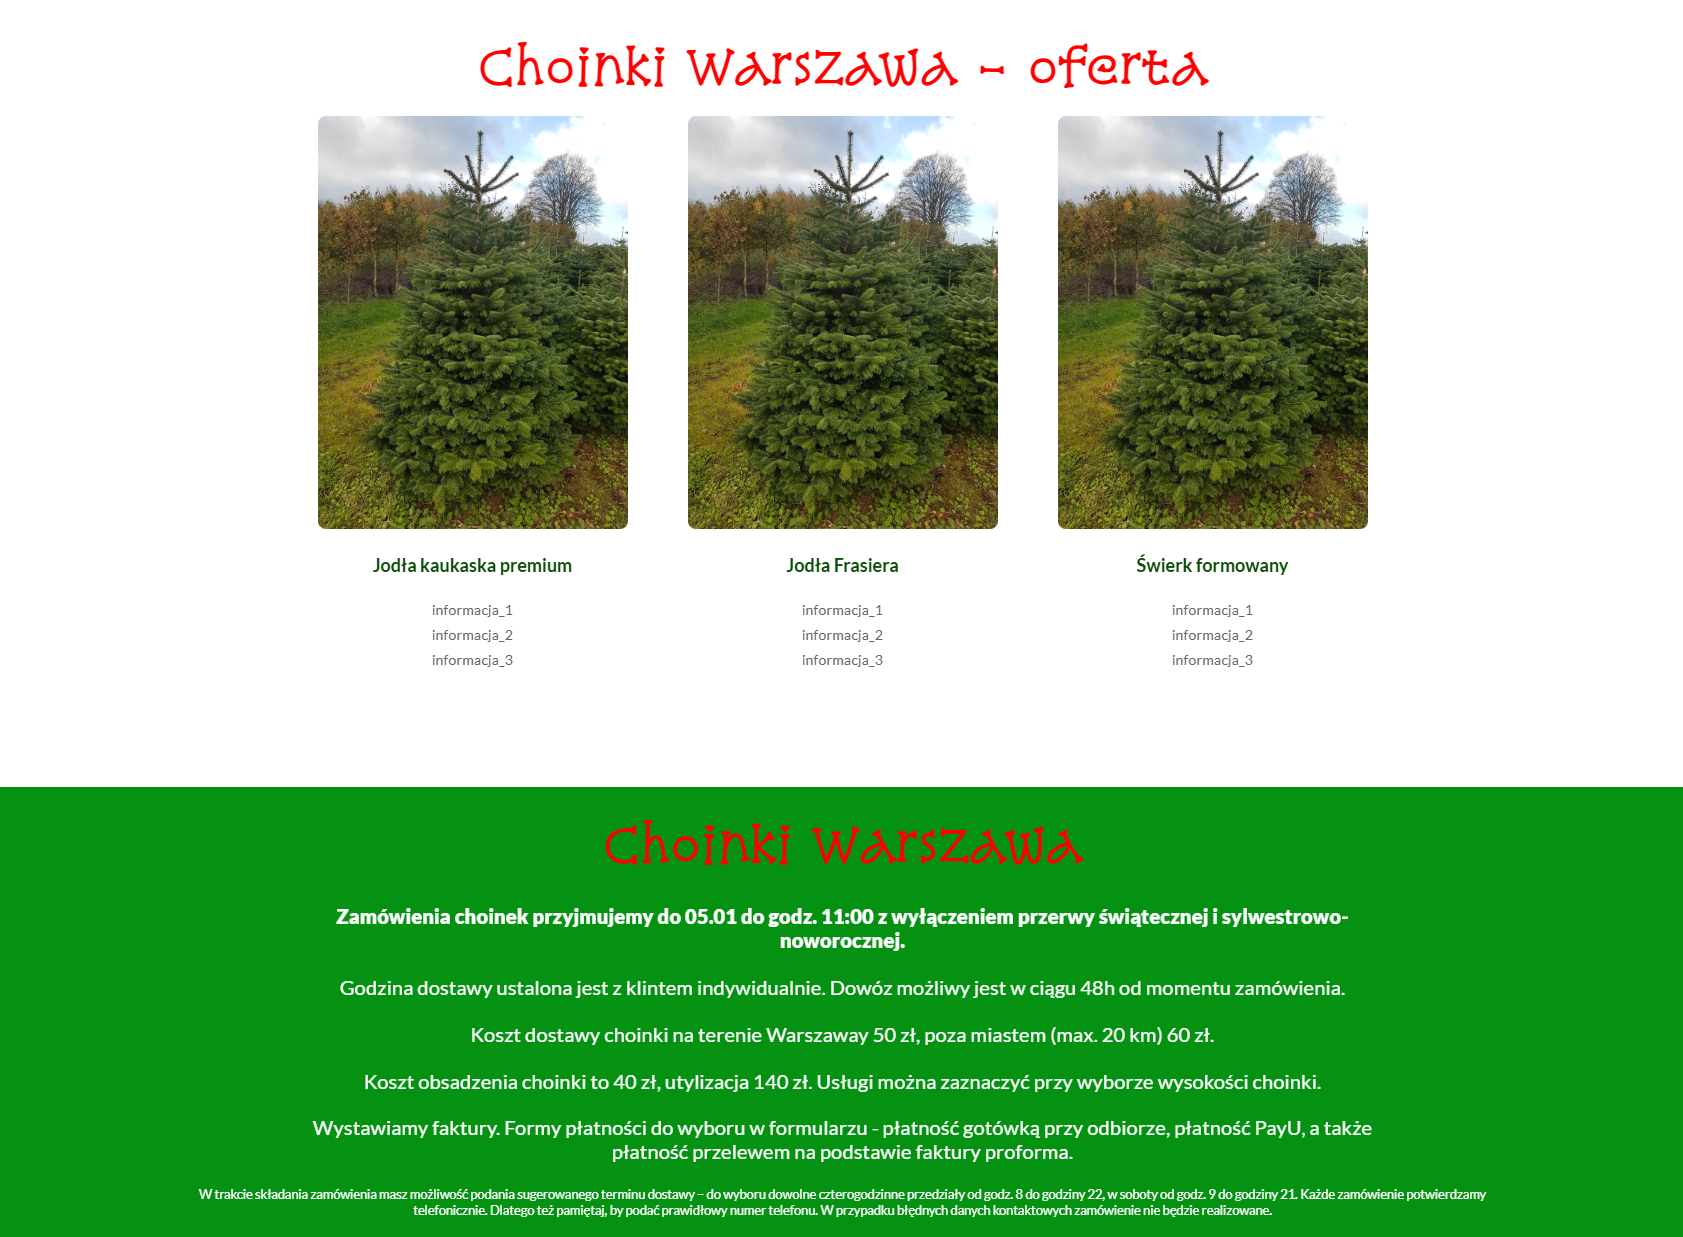 Choinki Warszawa - oferta
Jodła kaukaska premium
informacja_1
informacja_2
informacja_3
Jodła Frasiera
informacja_1
informacja_2
informacja_3
Świerk formowany
informacja_1
informacja_2
informacja_3
Choinki Warszawa
Zamówienia choinek przyjmujemy do 05.01 do godz. 11:00 z wyłączeniem przerwy świątecznej i sylwestrowo-
noworocznej.
Godzina dostawy ustalona jest z klintem indywidualnie. Dowóz możliwy jest w ciągu 48h od momentu zamówienia.
Koszt dostawy choinki na terenie Warszaway 50 zł, poza miastem (max. 20 km) 60 zł.
Koszt obsadzenia choinki to 40 zł, utylizacja 140 zł. Usługi można zaznaczyć przy wyborze wysokości choinki.
Wystawiamy faktury. Formy płatności do wyboru w formularzu - płatność gotówką przy odbiorze, płatność PayU, a także
płatność przelewem na podstawie faktury proforma.
W trakcie składania zamówienia masz możliwość podania sugerowanego terminu dostawy – do wyboru dowolne czterogodzinne przedziały od godz. 8 do godziny 22, w soboty od godz. 9 do godziny 21. Każde zamówienie potwierdzamy
telefonicznie. Dlatego też pamiętaj, by podać prawidłowy numer telefonu. W przypadku błędnych danych kontaktowych zamówienie nie będzie realizowane.